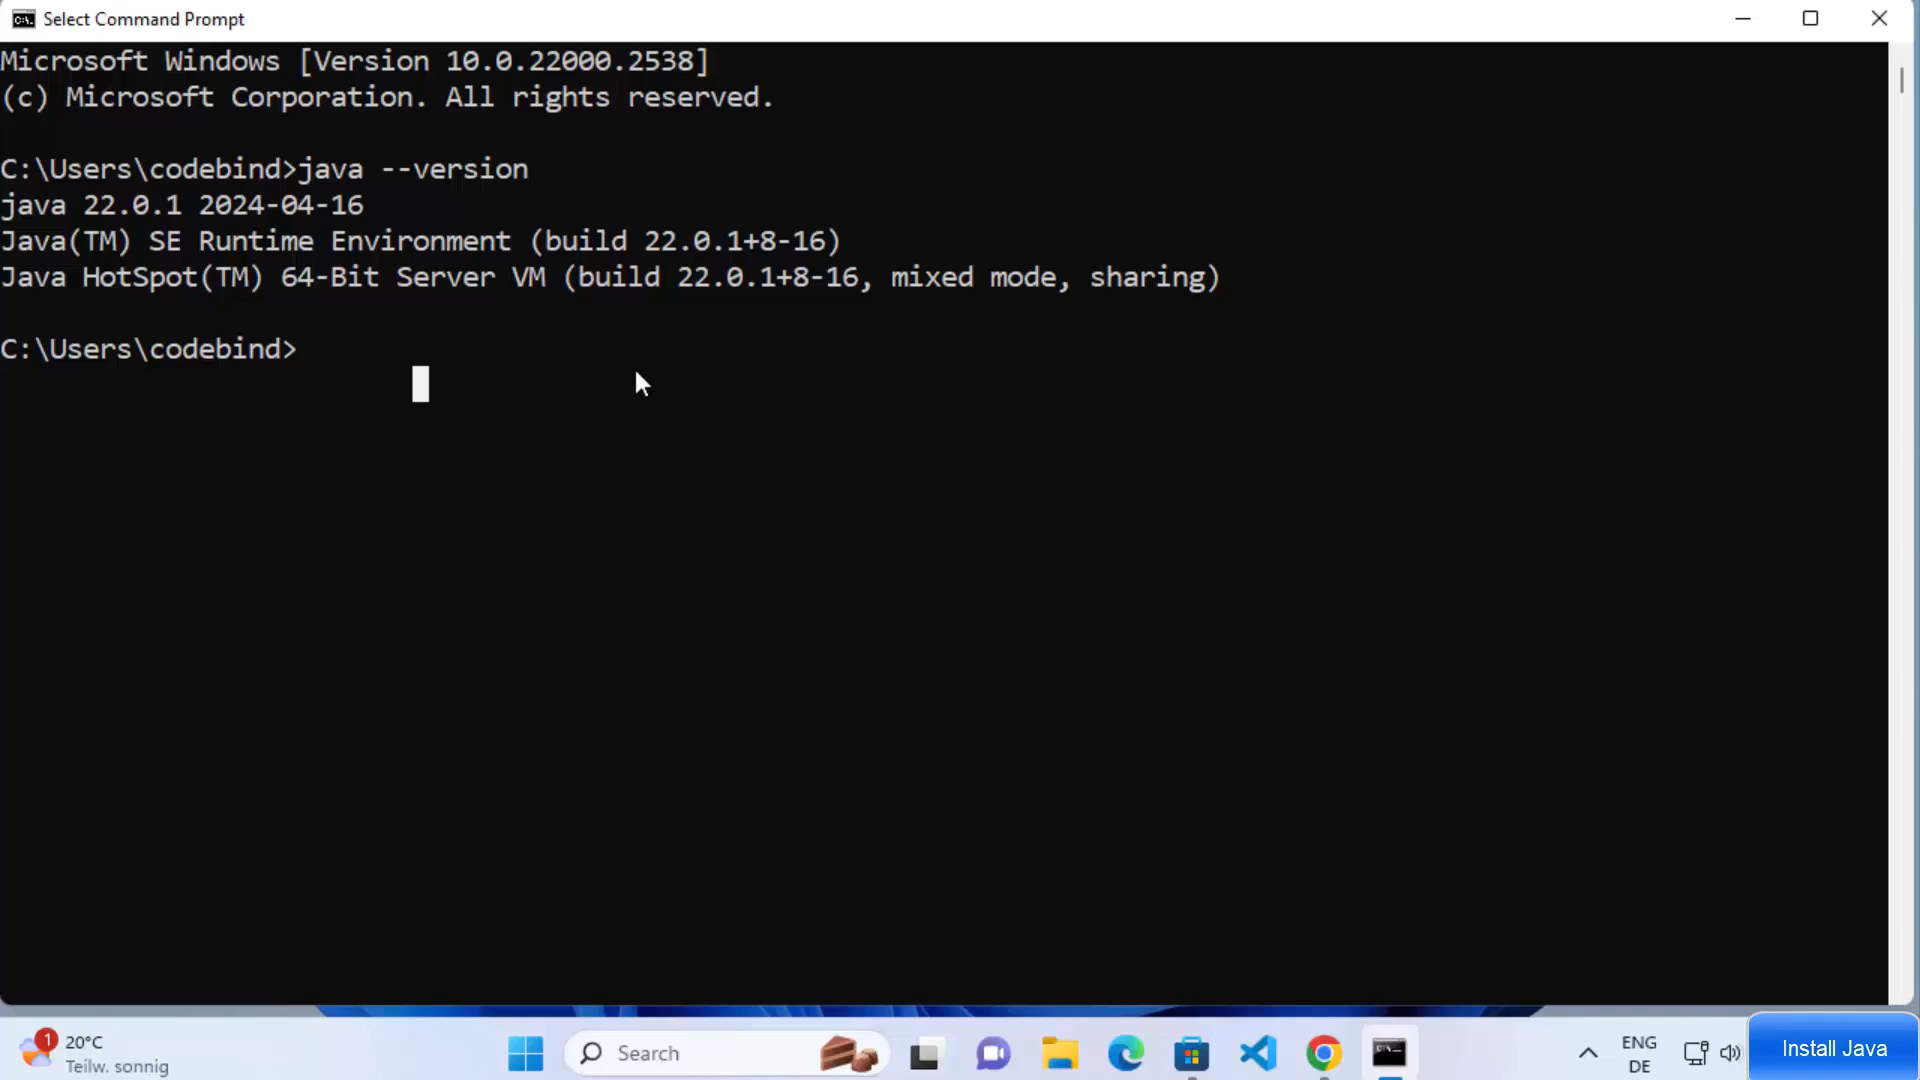 Select Command Prompt
Microsoft Windows [Version 10.0.22000.2538]
(c) Microsoft Corporation. All rights reserved.
C:\Users\codebind>java --version
java 22.0.1 2024-04-16
Java(TM) SE Runtime Environment (build 22.0.1+8-16)
Java HotSpot(TM) 64-Bit Server VM (build 22.0.1+8-16, mixed mode, sharing)
C:\Users\codebind>
1
20°C
Teilw. sonnig
Search
ENG
DE
Install Java